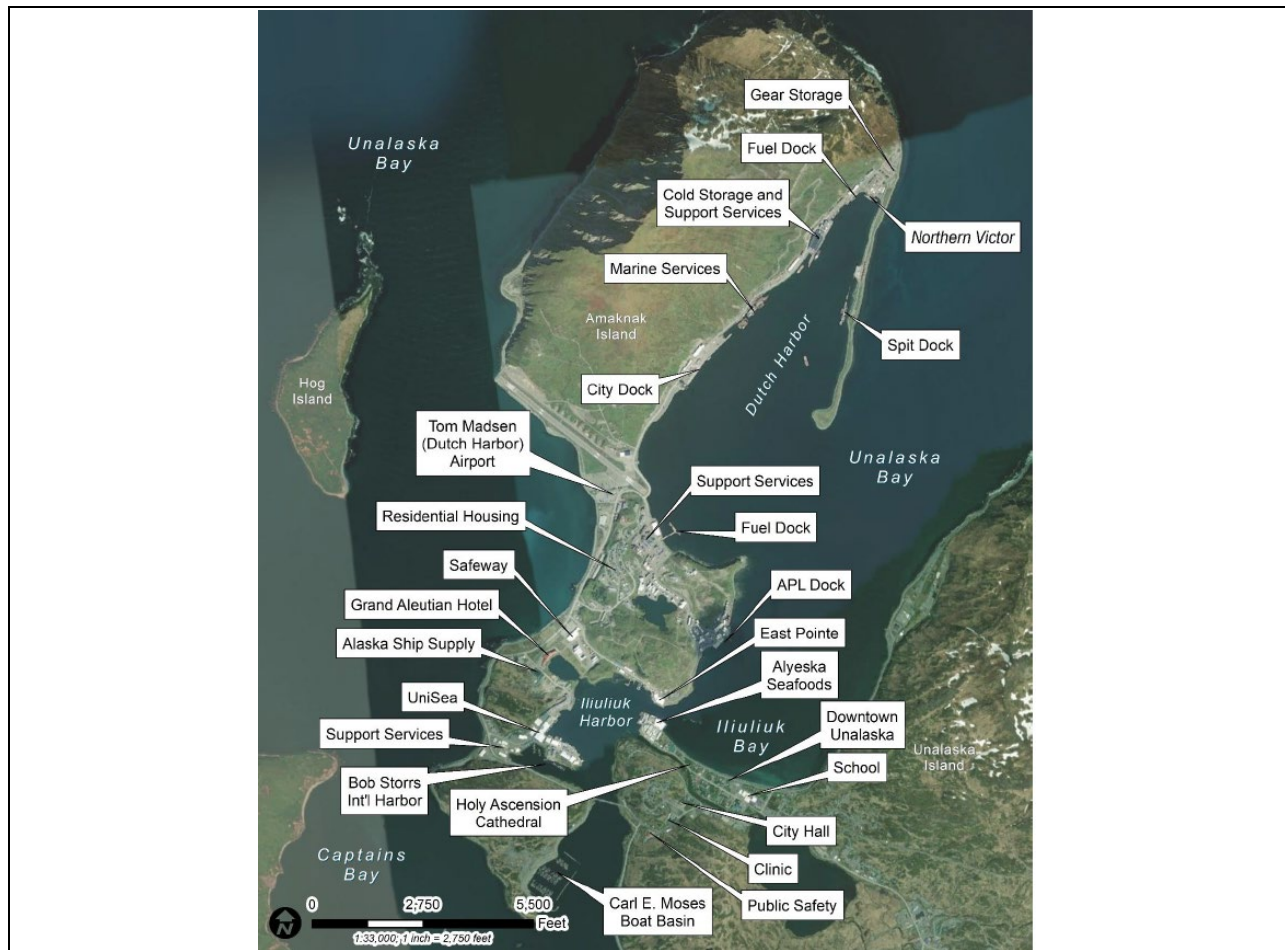 Gear Storage
Unalaska
Bay
Fuel Dock
Cold Storage and
Support Services
Northern Victor
Marine Services
Amaknak
Island
Spit Dock
Dutch Harbor
Hog
Island
City Dock
Tom Madsen
(Dutch Harbor)
Airport
Unalaska
Bay
Support Services
Residential Housing
Fuel Dock
Safeway
APL Dock
Grand Aleutian Hotel
East Pointe
Alaska Ship Supply
Alyeska
Seafoods
UniSea
Iliuliuk
Harbor
Downtown
Unalaska
Iliuliuk
Bay
Support Services
Unalaska
Island
School
Bob Storrs
Int'l Harbor
Holy Ascension
Cathedral
City Hall
Captains
Bay
Clinic
Carl E. Moses
Boat Basin
Public Safety
0 2,750 5,500
Feet
1:33,000; 1 inch = 2,750 feet